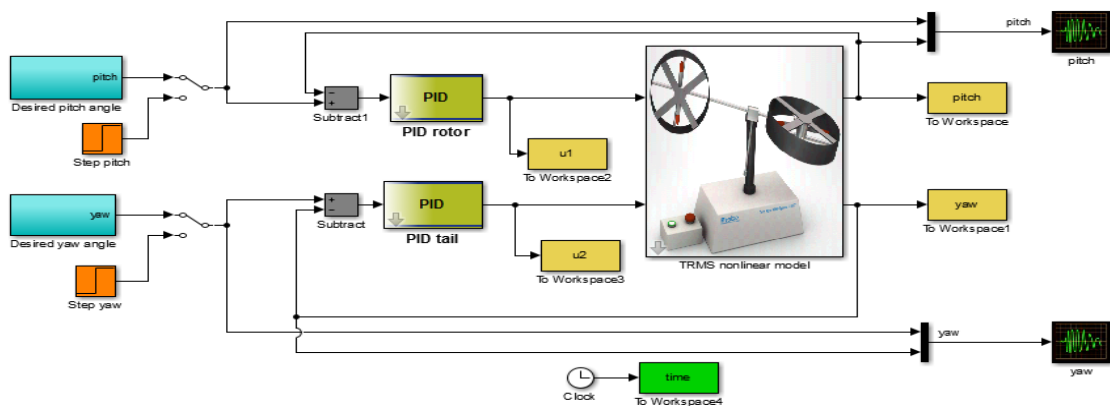 pitch
pitch
pitch
Desired pitch angle
−
+
Subtract1
PID
PID rotor
pitch
To Workspace
Step pitch
u1
To Workspace2
yaw
Desired yaw angle
+
−
Subtract
PID
PID tail
yaw
To Workspace1
u2
To Workspace3
TRMS nonlinear model
Step yaw
yaw
yaw
time
Clock
To Workspace4